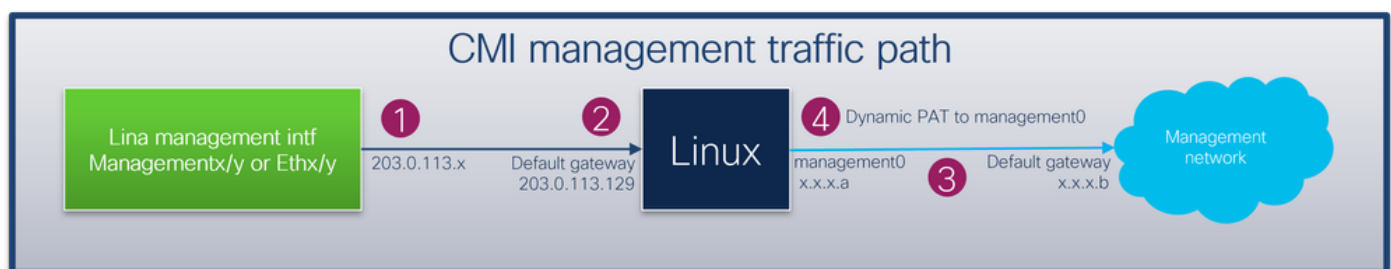 CMI management traffic path
Lina management intf
Managementx/y or Ethx/y
1
203.0.113.x
2
Default gateway
203.0.113.129
Linux
4
Dynamic PAT to management0
management0
x.x.x.a
3
Default gateway
x.x.x.b
Management
network